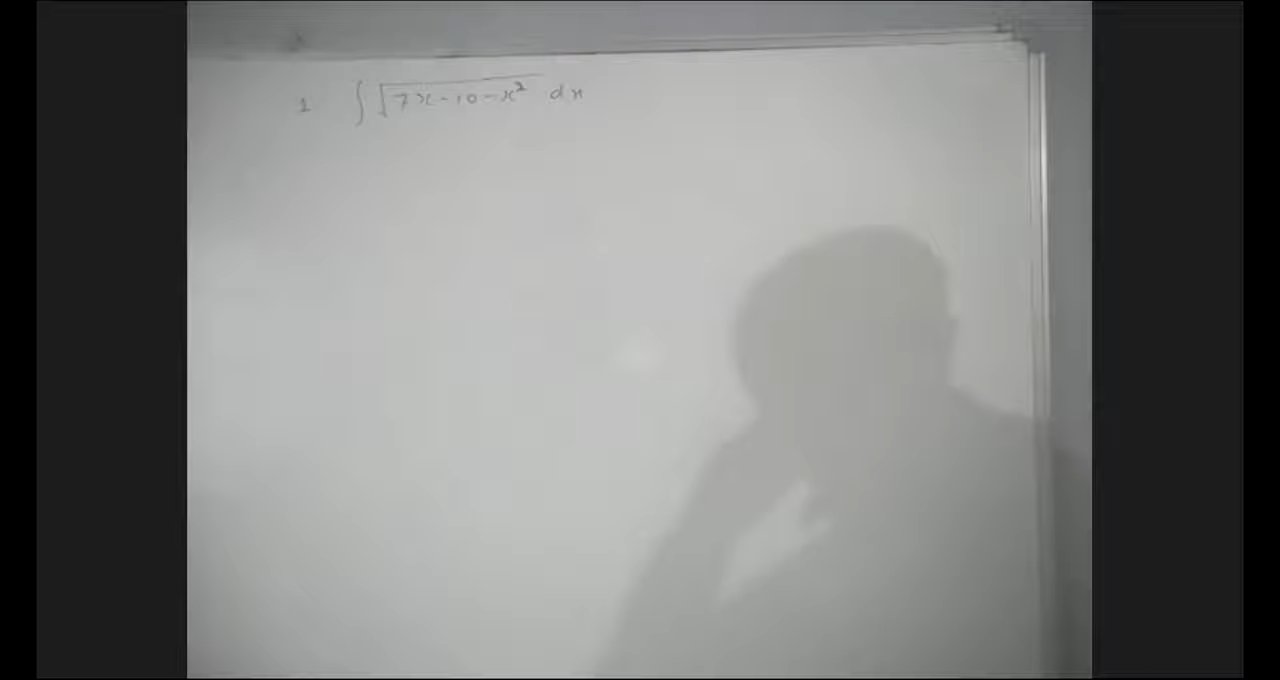 1 ∫ √(7x-10-x²) dx